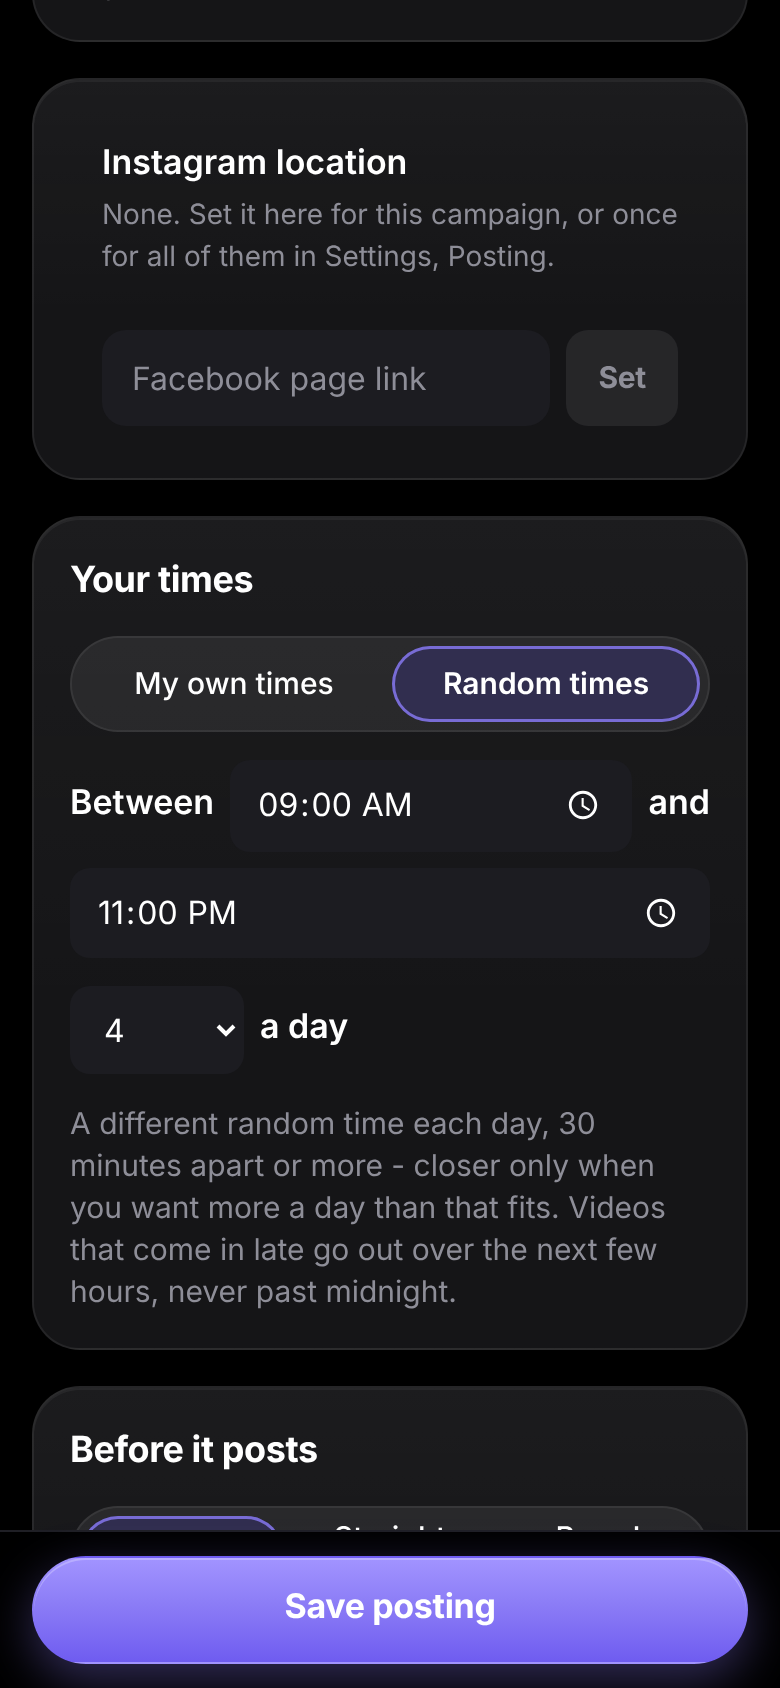 Instagram location
None. Set it here for this campaign, or once
for all of them in Settings, Posting.
Facebook page link
Set
Your times
My own times
Random times
Between 09:00 AM and
11:00 PM
4 a day
A different random time each day, 30
minutes apart or more - closer only when
you want more a day than that fits. Videos
that come in late go out over the next few
hours, never past midnight.
Before it posts
Save posting